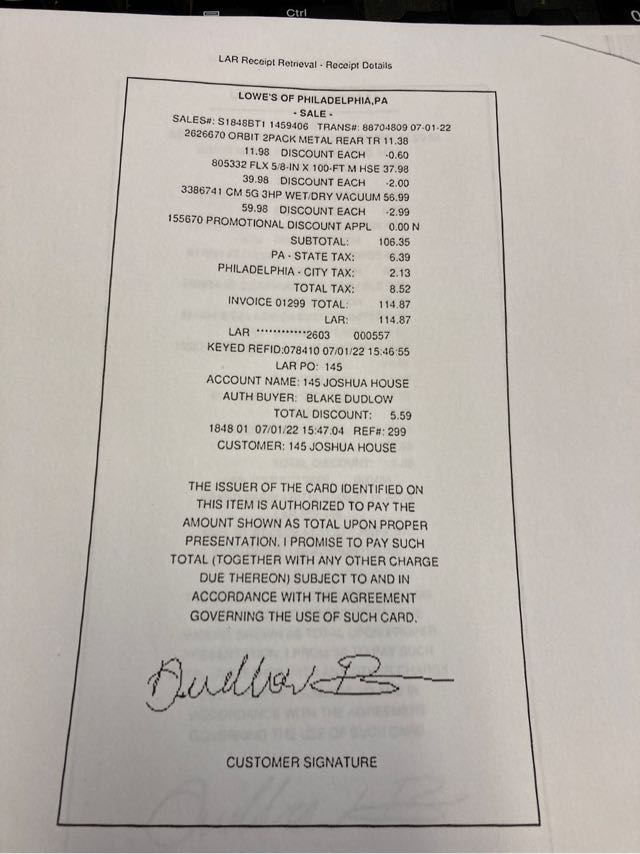 Ctrl
LAR Receipt Retrieval - Receipt Details
LOWE'S OF PHILADELPHIA,PA
- SALE -
SALES#: S1848BT1 1459406 TRANS#: 88704809 07-01-22
2626670 ORBIT 2PACK METAL REAR TR 11.38
11.98 DISCOUNT EACH -0.60
805332 FLX 5/8-IN X 100-FT M HSE 37.98
39.98 DISCOUNT EACH -2.00
3386741 CM 5G 3HP WET/DRY VACUUM 56.99
59.98 DISCOUNT EACH -2.99
155670 PROMOTIONAL DISCOUNT APPL 0.00 N
SUBTOTAL: 106.35
PA - STATE TAX: 6.39
PHILADELPHIA - CITY TAX: 2.13
TOTAL TAX: 8.52
INVOICE 01299 TOTAL: 114.87
LAR: 114.87
LAR ************2603 000557
KEYED REFID:078410 07/01/22 15:46:55
LAR PO: 145
ACCOUNT NAME: 145 JOSHUA HOUSE
AUTH BUYER: BLAKE DUDLOW
TOTAL DISCOUNT: 5.59
1848 01 07/01/22 15:47:04 REF#: 299
CUSTOMER: 145 JOSHUA HOUSE
THE ISSUER OF THE CARD IDENTIFIED ON
THIS ITEM IS AUTHORIZED TO PAY THE
AMOUNT SHOWN AS TOTAL UPON PROPER
PRESENTATION. I PROMISE TO PAY SUCH
TOTAL (TOGETHER WITH ANY OTHER CHARGE
DUE THEREON) SUBJECT TO AND IN
ACCORDANCE WITH THE AGREEMENT
GOVERNING THE USE OF SUCH CARD.
CUSTOMER SIGNATURE